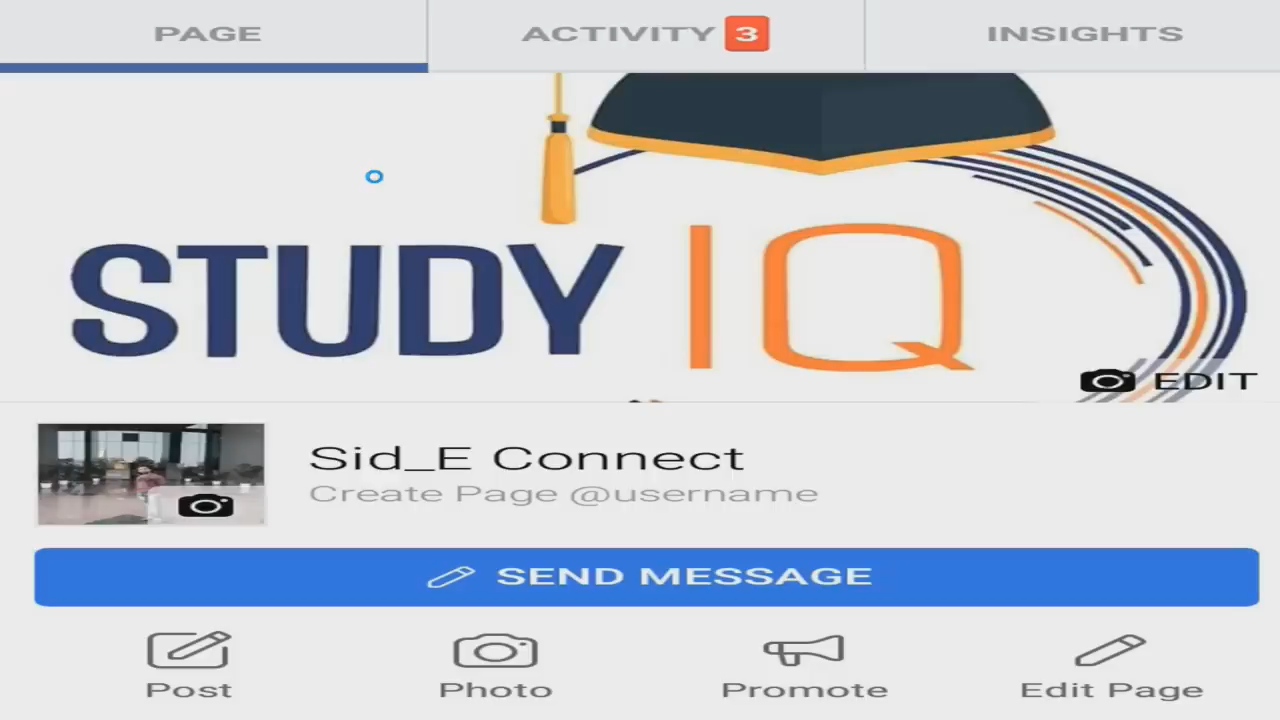 PAGE
ACTIVITY 3
INSIGHTS
STUDY IQ
EDIT
Sid_E Connect
Create Page @username
SEND MESSAGE
Post
Photo
Promote
Edit Page